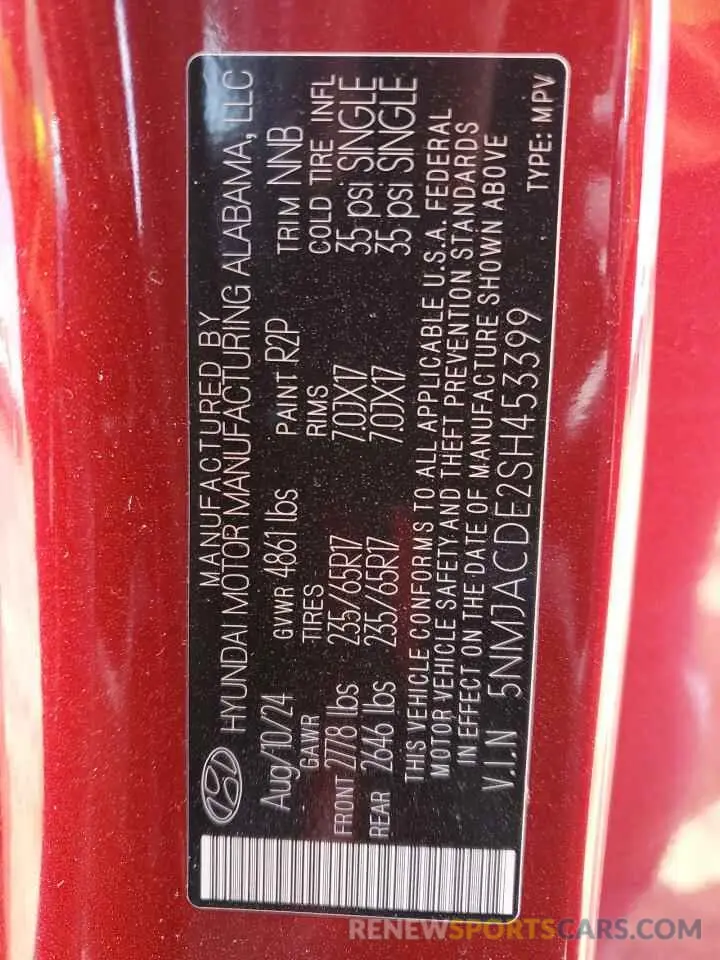 MANUFACTURED BY
HYUNDAI MOTOR MANUFACTURING ALABAMA, LLC
Aug/10/24 GVWR 4861 lbs PAINT R2P TRIM NNB
GAWR TIRES RIMS COLD TIRE INFL
FRONT 2778 lbs 235/65R17 7.0JX17 35 psi SINGLE
REAR 2646 lbs 235/65R17 7.0JX17 35 psi SINGLE
THIS VEHICLE CONFORMS TO ALL APPLICABLE U.S.A. FEDERAL
MOTOR VEHICLE SAFETY AND THEFT PREVENTION STANDARDS
IN EFFECT ON THE DATE OF MANUFACTURE SHOWN ABOVE
V.I.N 5NMJACDE2SH453399 TYPE: MPV
RENEWSPORTSCARS.COM